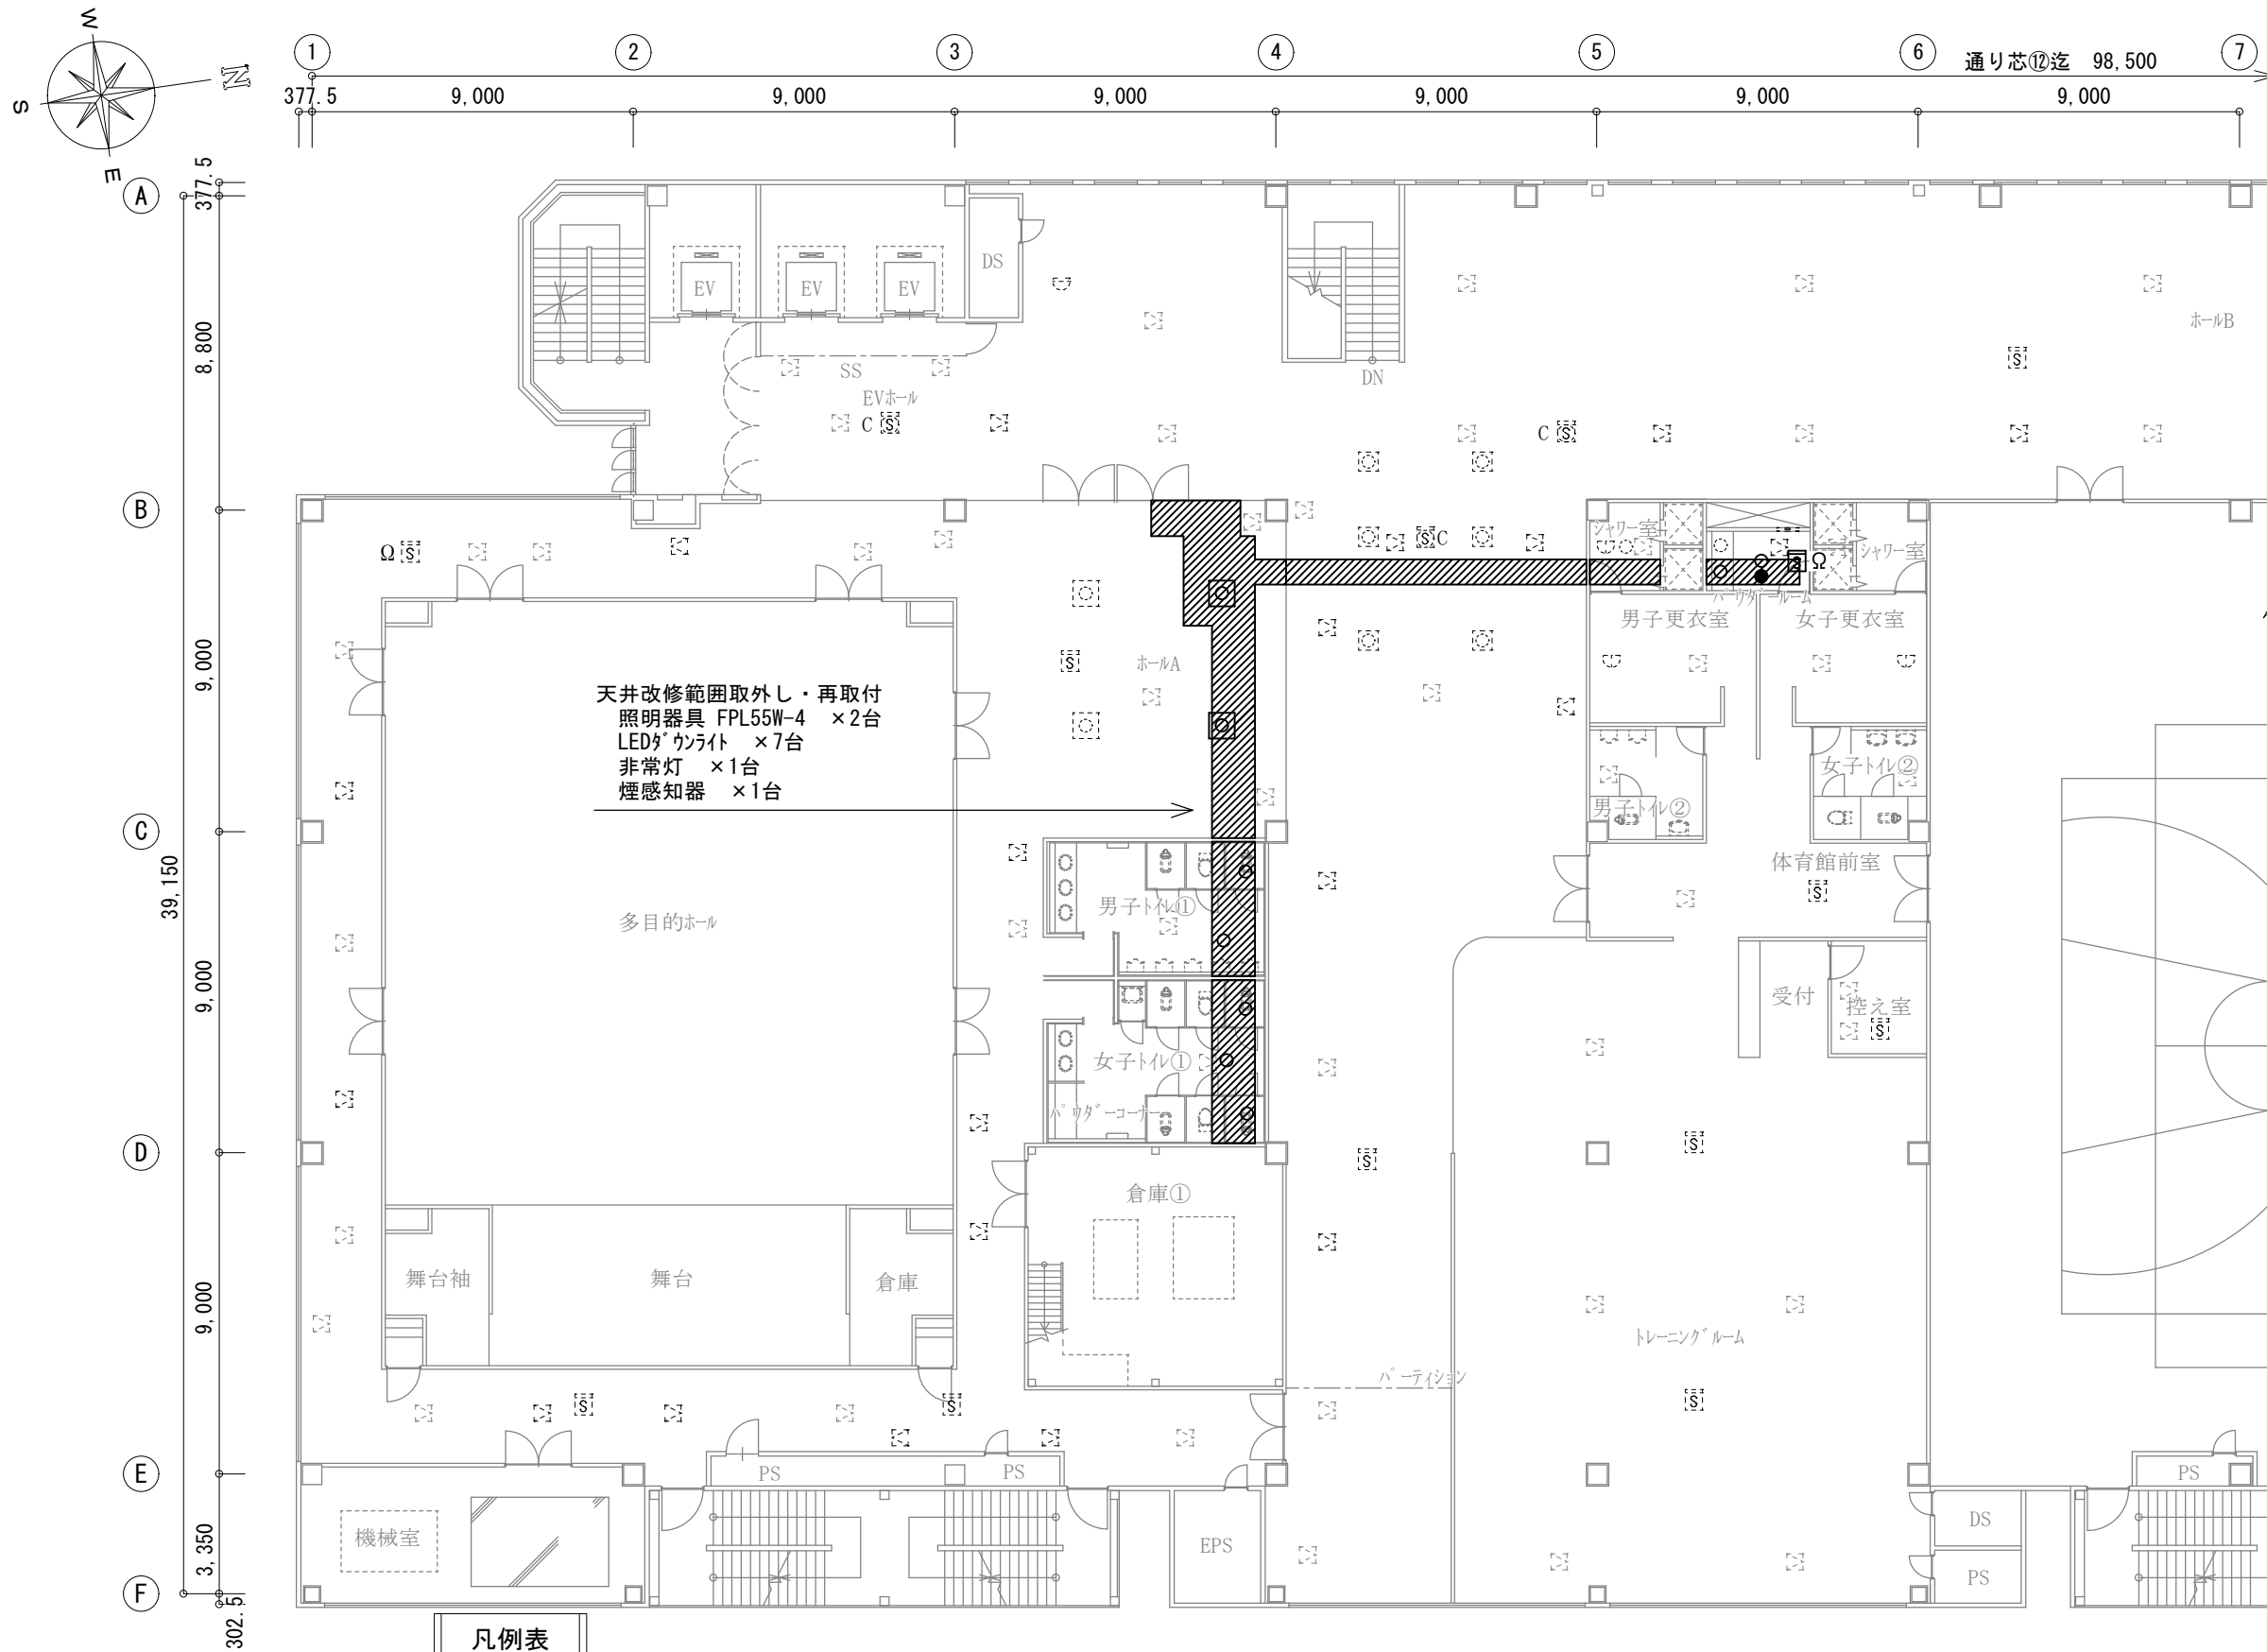 W
N
S
E
1
2
3
4
5
6
7
通り芯⑫迄 98,500
377.5
9,000
9,000
9,000
9,000
9,000
9,000
A
377.5
8,800
B
9,000
C
39,150
9,000
D
9,000
E
3,350
F
302.5
EV
EV
EV
DS
SS
EVホール
C S
DN
C S
S
ホールB
Ω S
S C
シャワー室
シャワー室
S Ω
パウダールーム
男子更衣室
女子更衣室
S
ホールA
天井改修範囲取外し・再取付
照明器具 FPL55W-4 ×2台
LEDダウンライト ×7台
非常灯 ×1台
煙感知器 ×1台
女子トイレ②
男子トイレ②
体育館前室
S
男子トイレ①
多目的ホール
受付
控え室
S
女子トイレ①
パウダーコーナー
S
S
倉庫①
舞台袖
舞台
倉庫
トレーニングルーム
パーティション
S
S
S
PS
PS
PS
機械室
EPS
DS
PS
凡例表